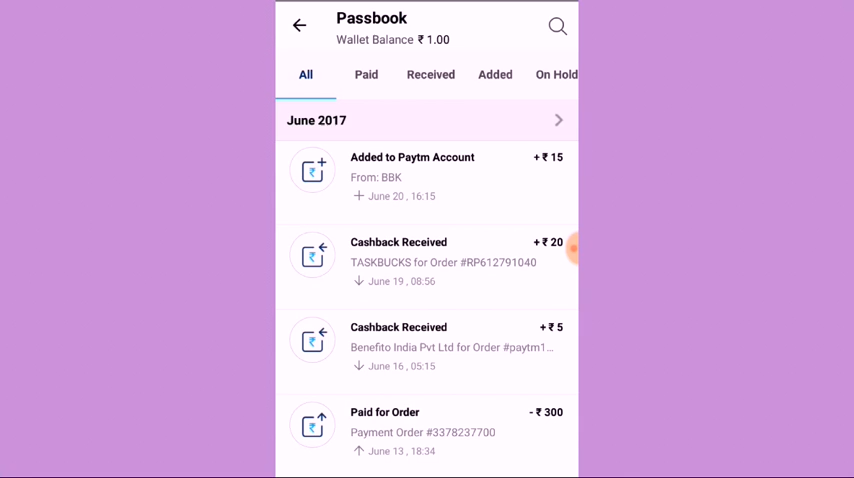 Passbook
Wallet Balance ₹ 1.00
All Paid Received Added On Hold
June 2017
Added to Paytm Account + ₹ 15
From: BBK
June 20 , 16:15
Cashback Received + ₹ 20
TASKBUCKS for Order #RP612791040
June 19 , 08:56
Cashback Received + ₹ 5
Benefito India Pvt Ltd for Order #paytm1...
June 16 , 05:15
Paid for Order - ₹ 300
Payment Order #3378237700
June 13 , 18:34